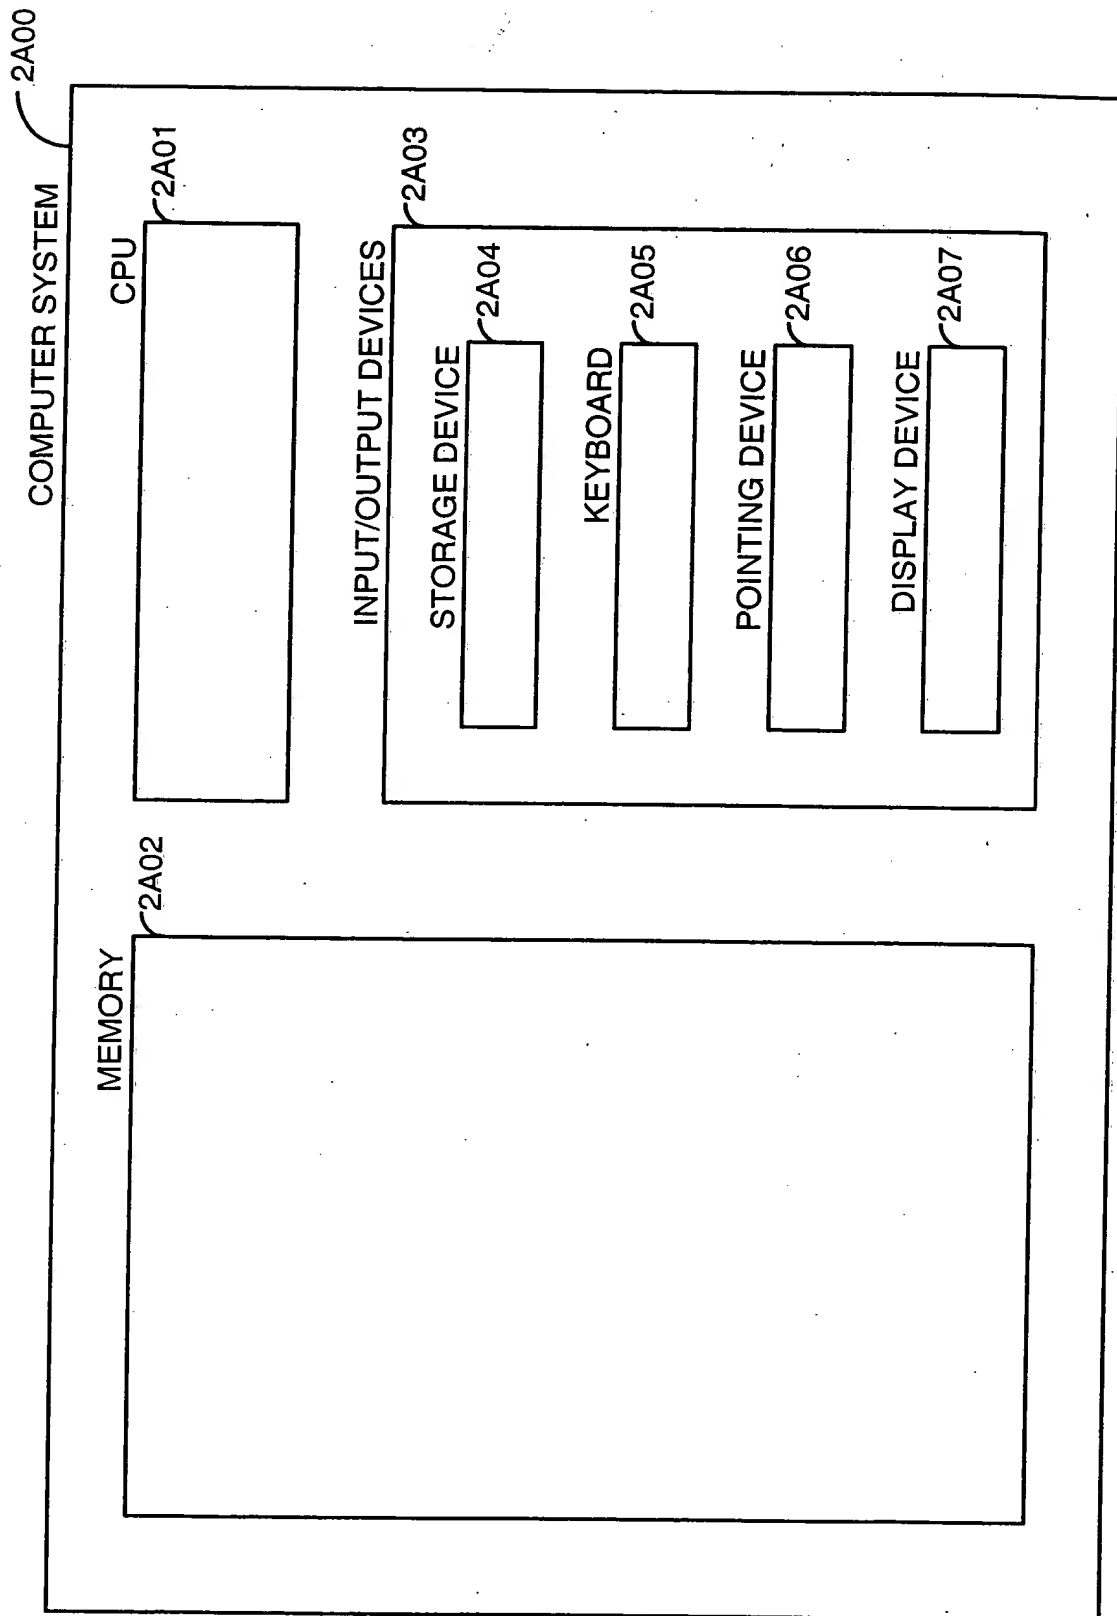 COMPUTER SYSTEM
2A00
MEMORY
2A02
CPU
2A01
INPUT/OUTPUT DEVICES
2A03
STORAGE DEVICE
2A04
KEYBOARD
2A05
POINTING DEVICE
2A06
DISPLAY DEVICE
2A07